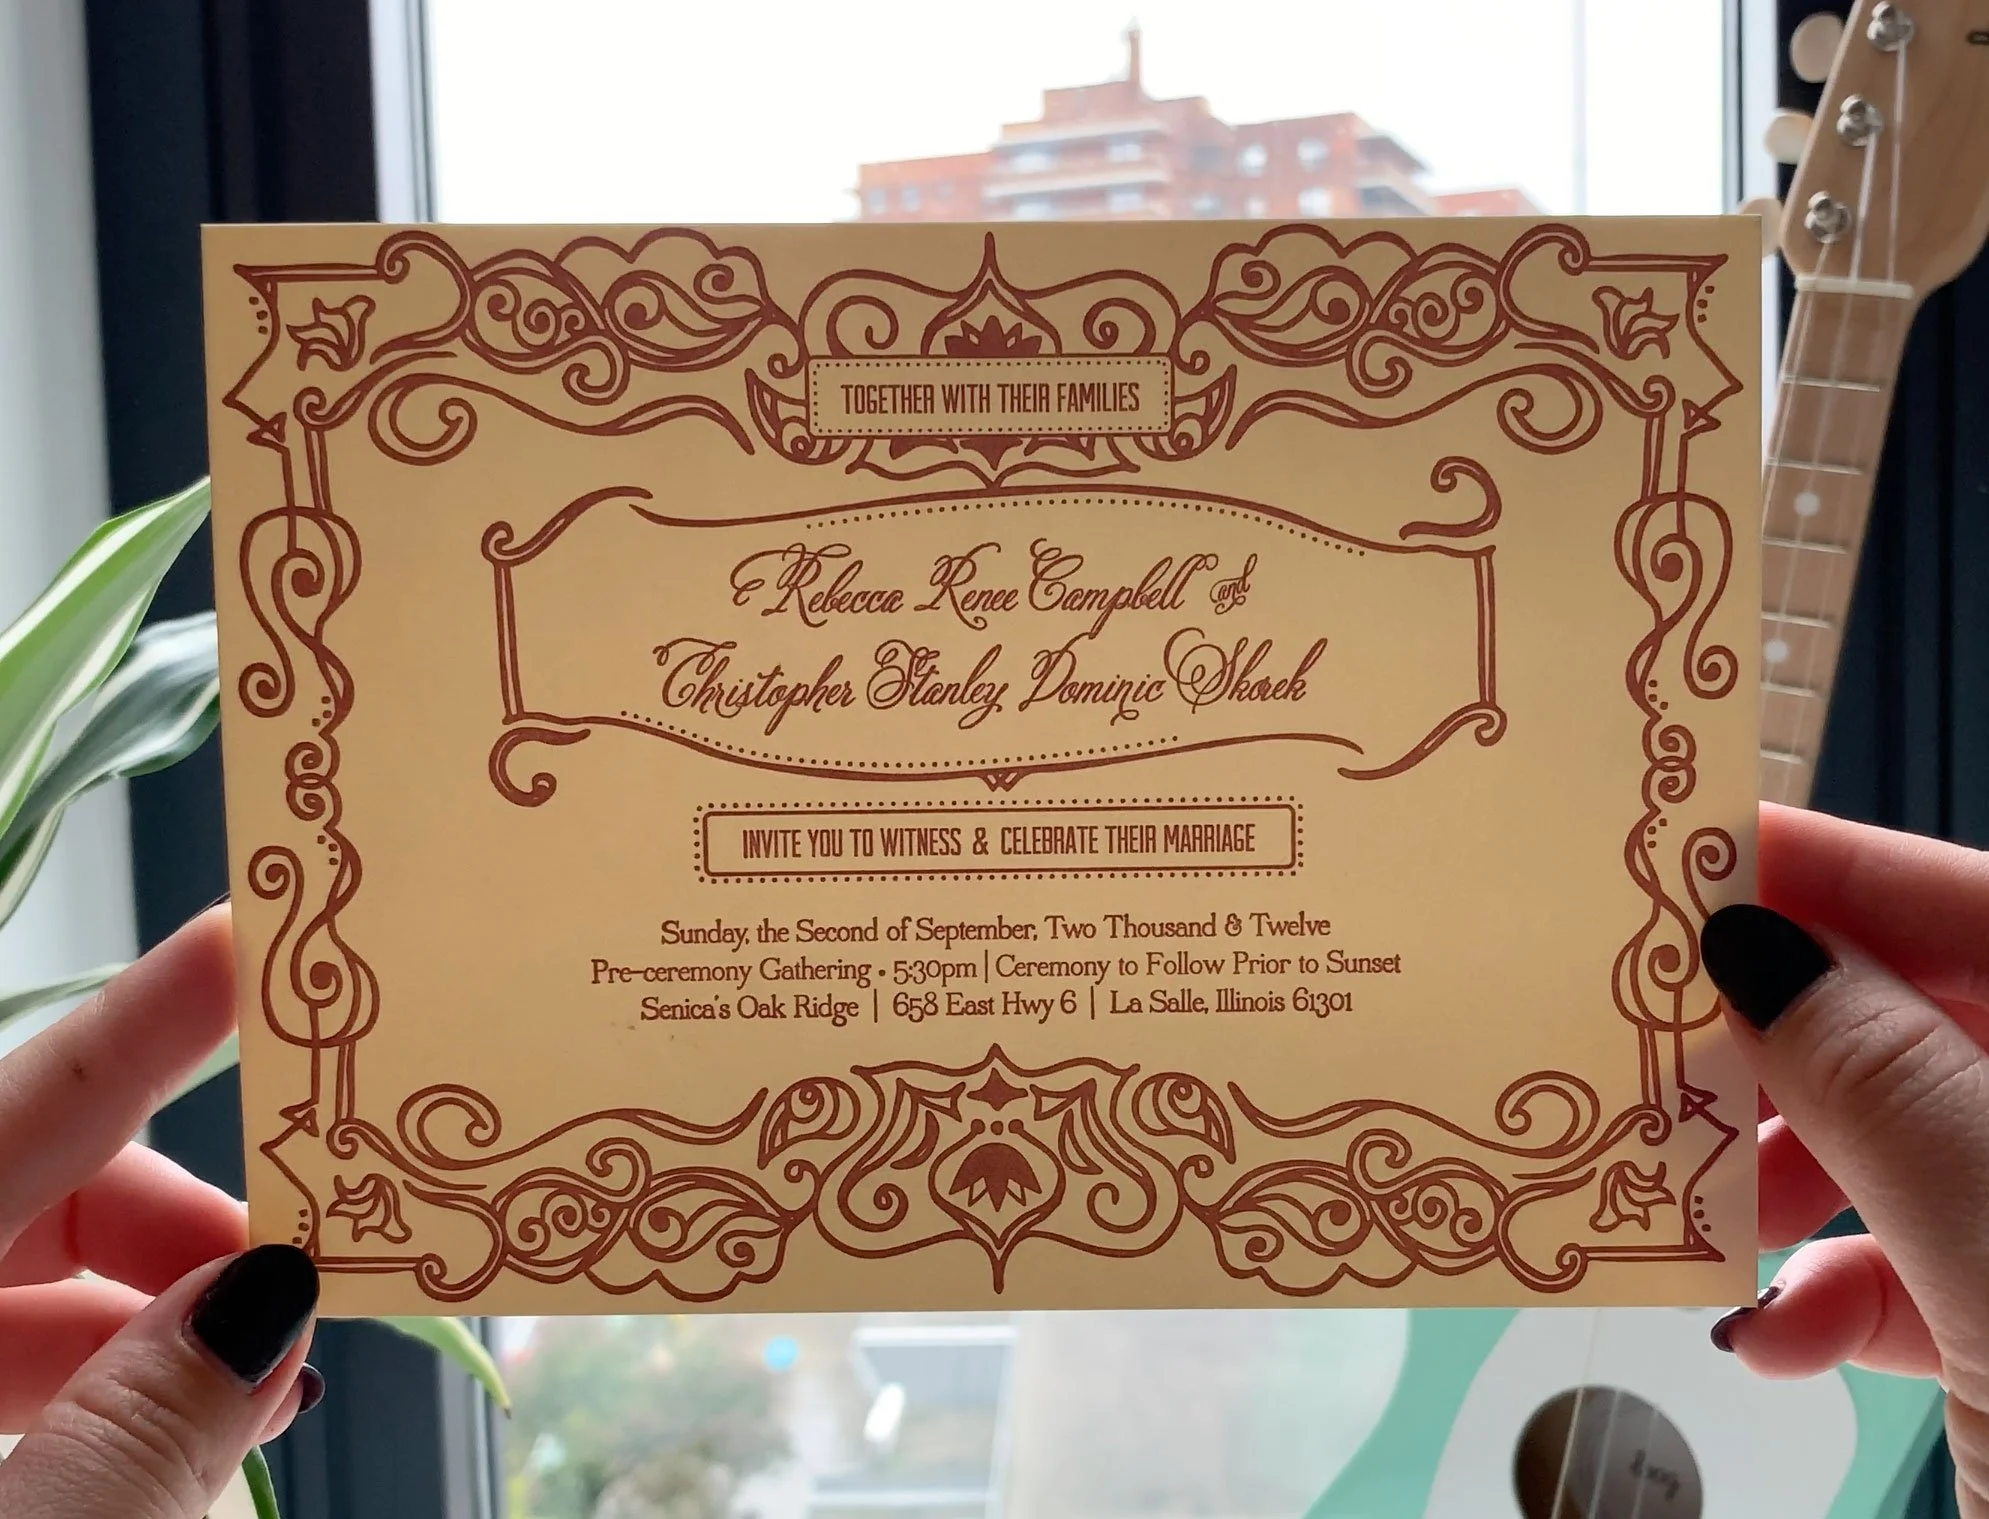 TOGETHER WITH THEIR FAMILIES
Rebecca Renee Campbell and
Christopher Stanley Dominic Skorek
INVITE YOU TO WITNESS & CELEBRATE THEIR MARRIAGE
Sunday, the Second of September, Two Thousand & Twelve
Pre-ceremony Gathering • 5:30pm | Ceremony to Follow Prior to Sunset
Senica's Oak Ridge | 658 East Hwy 6 | La Salle, Illinois 61301